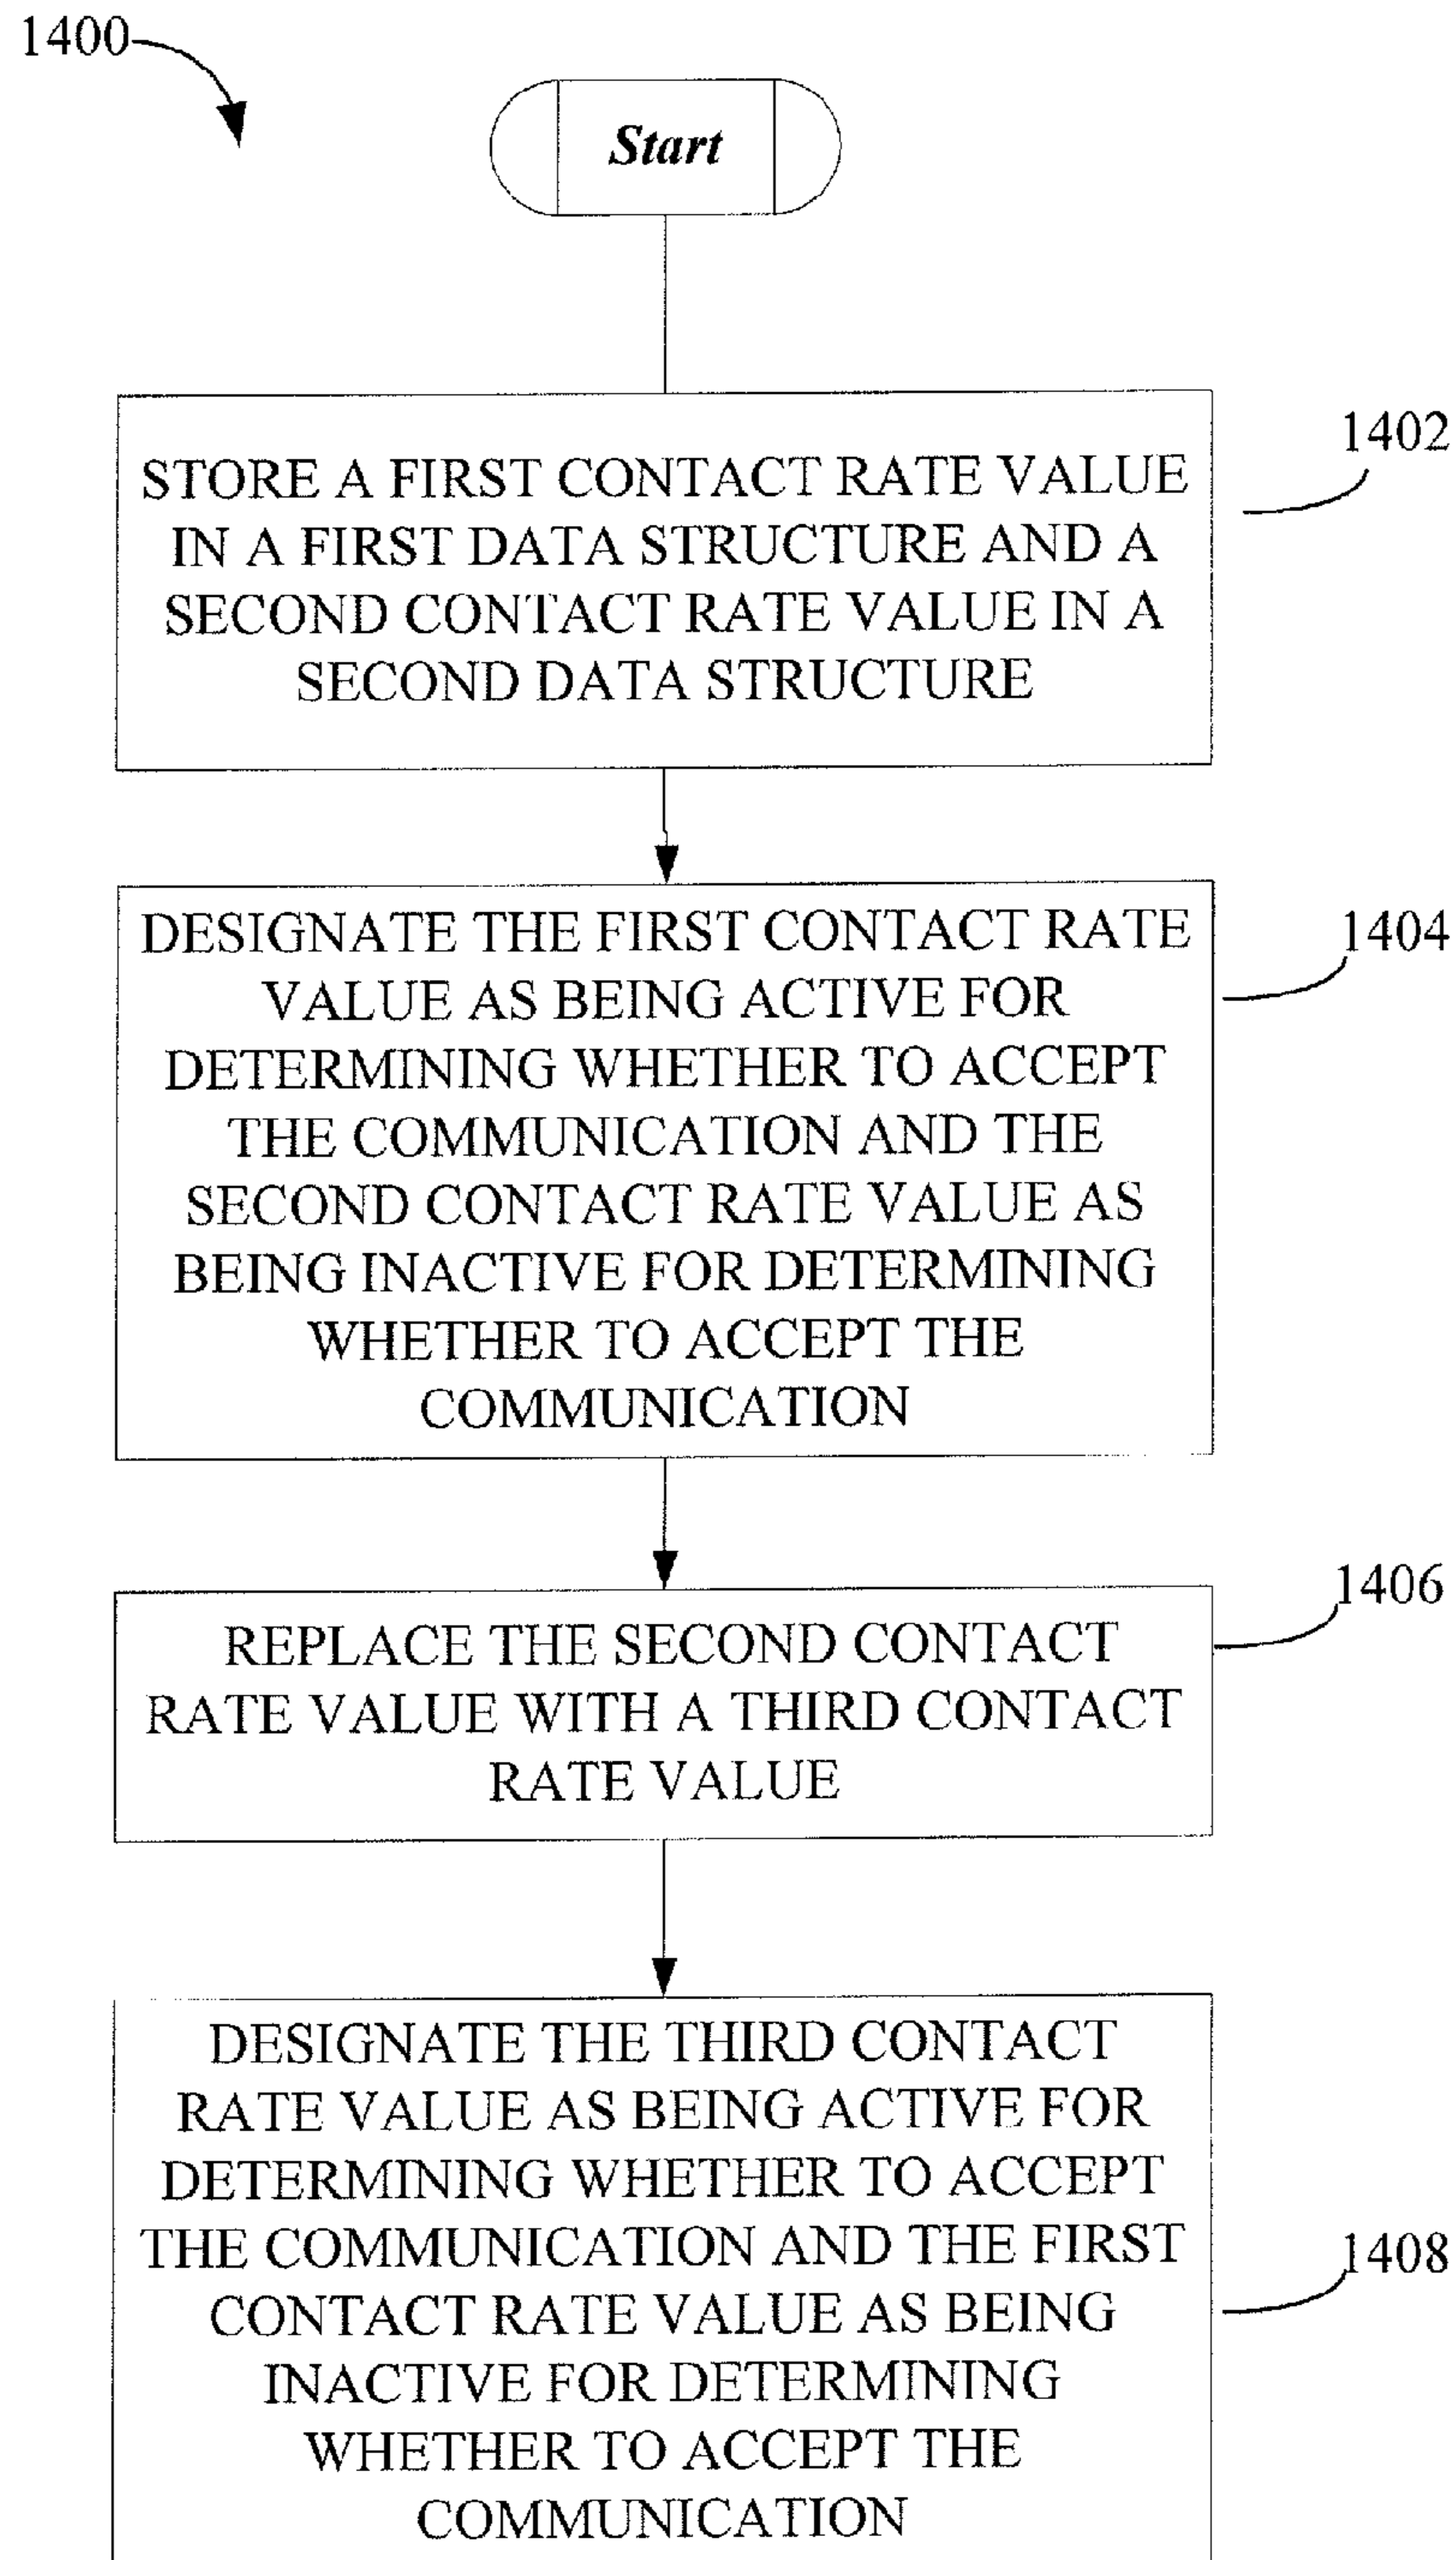 1400
Start
STORE A FIRST CONTACT RATE VALUE
IN A FIRST DATA STRUCTURE AND A
SECOND CONTACT RATE VALUE IN A
SECOND DATA STRUCTURE
1402
DESIGNATE THE FIRST CONTACT RATE
VALUE AS BEING ACTIVE FOR
DETERMINING WHETHER TO ACCEPT
THE COMMUNICATION AND THE
SECOND CONTACT RATE VALUE AS
BEING INACTIVE FOR DETERMINING
WHETHER TO ACCEPT THE
COMMUNICATION
1404
REPLACE THE SECOND CONTACT
RATE VALUE WITH A THIRD CONTACT
RATE VALUE
1406
DESIGNATE THE THIRD CONTACT
RATE VALUE AS BEING ACTIVE FOR
DETERMINING WHETHER TO ACCEPT
THE COMMUNICATION AND THE FIRST
CONTACT RATE VALUE AS BEING
INACTIVE FOR DETERMINING
WHETHER TO ACCEPT THE
COMMUNICATION
1408